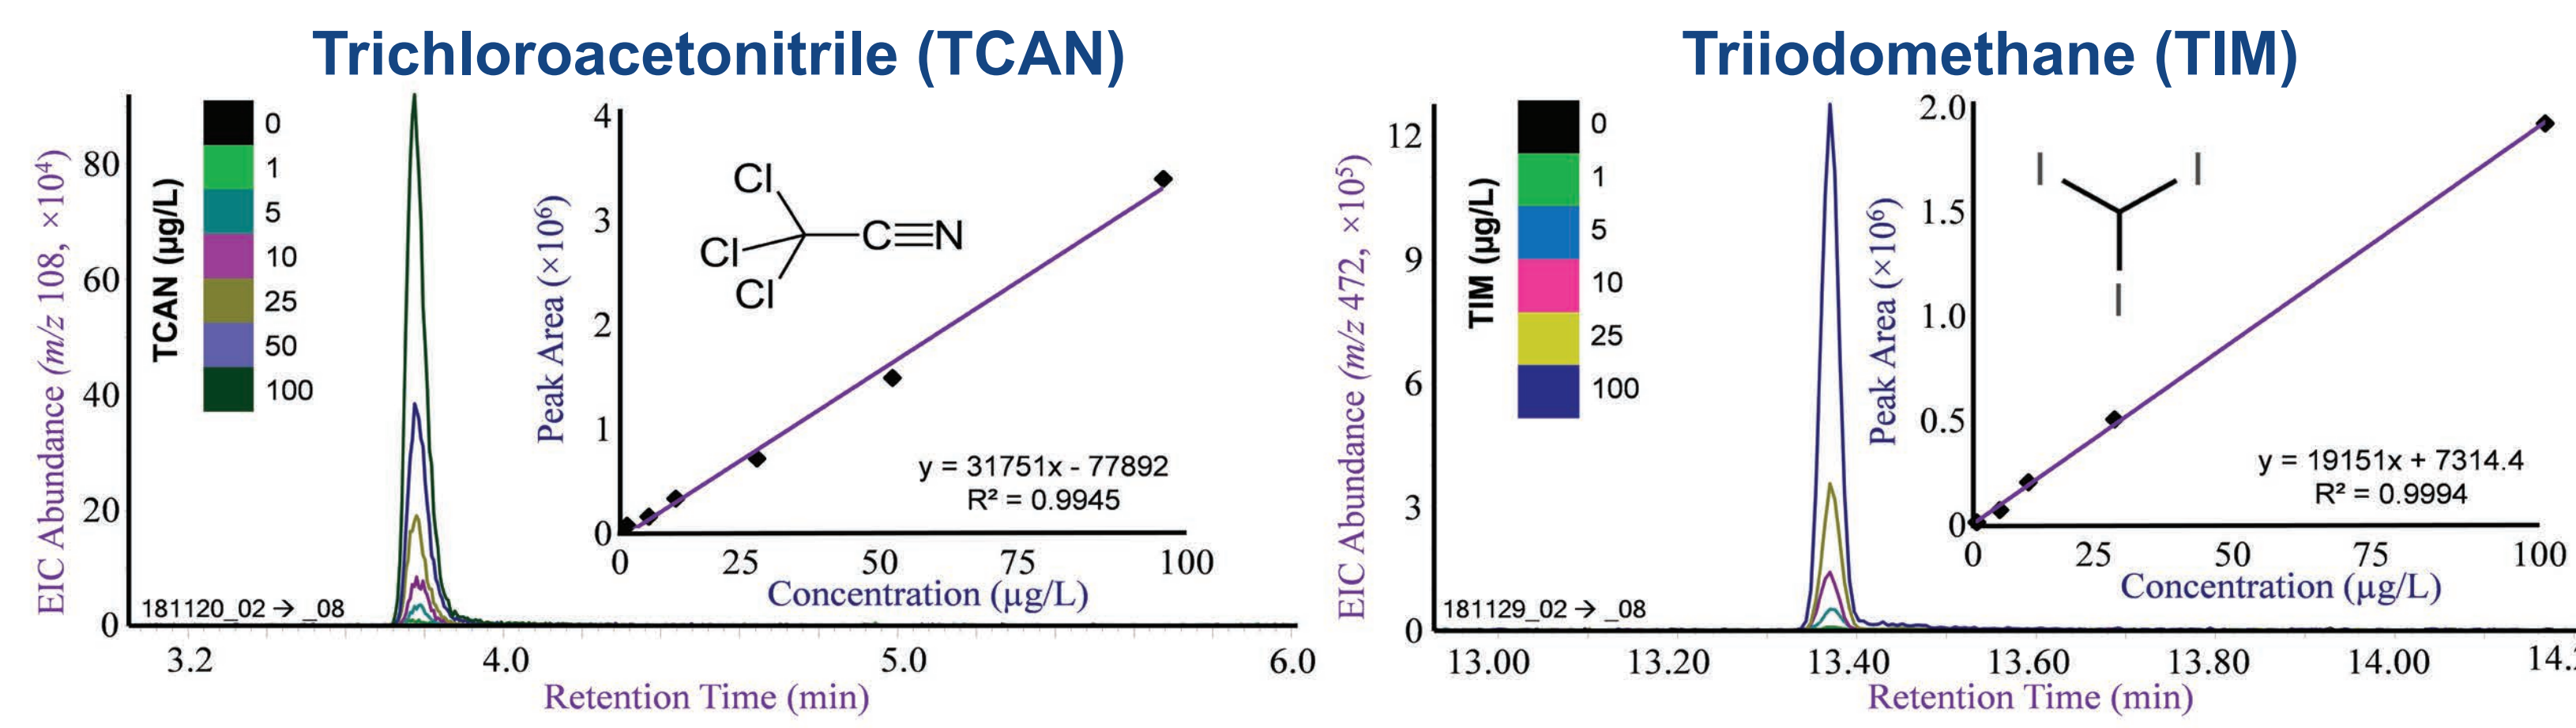 Trichloroacetonitrile (TCAN)
EIC Abundance (m/z 108, ×10⁴)
80
60
40
20
0
TCAN (µg/L)
0
1
5
10
25
50
100
181120_02 → _08
3.2
4.0
5.0
6.0
Retention Time (min)
Peak Area (×10⁶)
4
3
2
1
0
Cl
Cl
Cl
C≡N
y = 31751x - 77892
R² = 0.9945
0
25
50
75
100
Concentration (µg/L)
Triiodomethane (TIM)
EIC Abundance (m/z 472, ×10⁵)
12
9
6
3
0
TIM (µg/L)
0
1
5
10
25
100
181129_02 → _08
13.00
13.20
13.40
13.60
13.80
14.00
Retention Time (min)
Peak Area (×10⁶)
2.0
1.5
1.0
0.5
0
I
I
I
y = 19151x + 7314.4
R² = 0.9994
0
25
50
75
100
Concentration (µg/L)